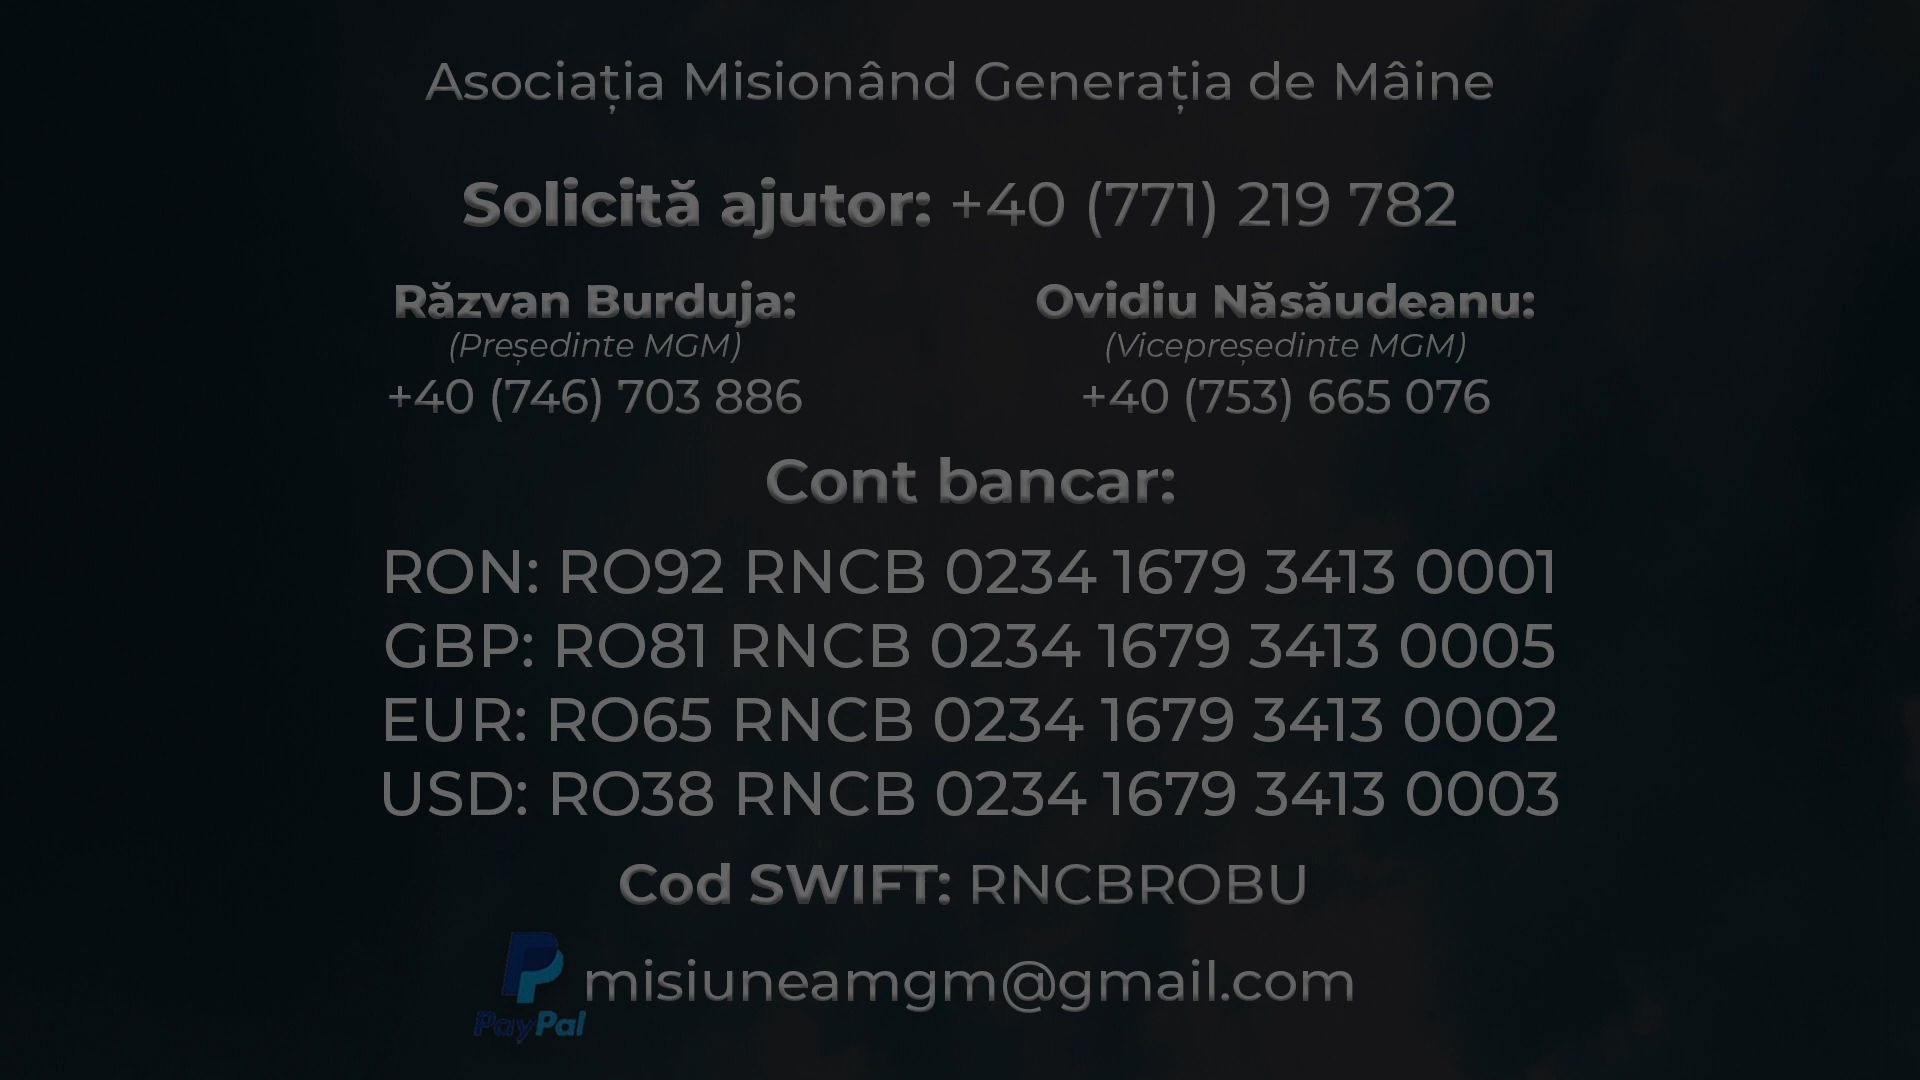 Asociația Misionând Generația de Mâine
Solicită ajutor: +40 (771) 219 782
Răzvan Burduja:
(Președinte MGM)
+40 (746) 703 886
Ovidiu Năsăudeanu:
(Vicepreședinte MGM)
+40 (753) 665 076
Cont bancar:
RON: RO92 RNCB 0234 1679 3413 0001
GBP: RO81 RNCB 0234 1679 3413 0005
EUR: RO65 RNCB 0234 1679 3413 0002
USD: RO38 RNCB 0234 1679 3413 0003
Cod SWIFT: RNCBROBU
misiuneamgm@gmail.com
PayPal